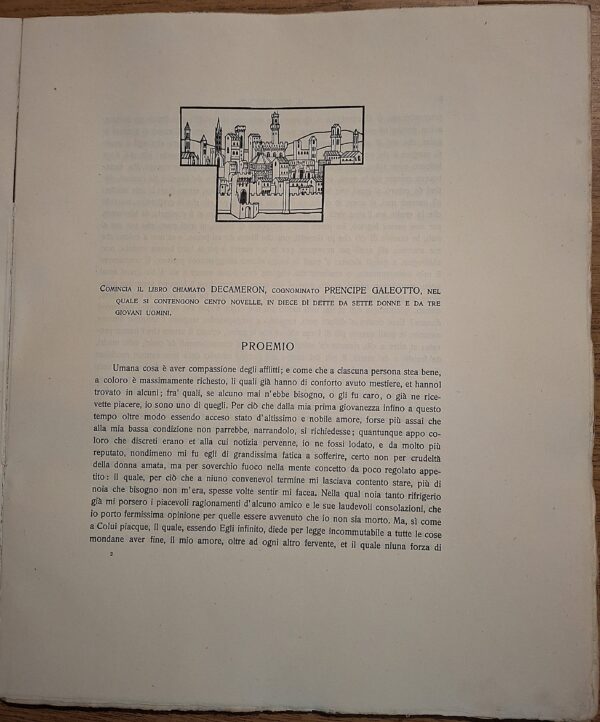 Comincia il libro chiamato DECAMERON, cognominato PRENCIPE GALEOTTO, nel
quale si contengono cento novelle, in diece dì dette da sette donne e da tre
giovani uomini.
PROEMIO
Umana cosa è aver compassione degli afflitti; e come che a ciascuna persona stea bene,
a coloro è massimamente richesto, li quali già hanno di conforto avuto mestiere, et hannol
trovato in alcuni; fra' quali, se alcuno mai n'ebbe bisogno, o gli fu caro, o già ne rice-
vette piacere, io sono uno di quegli. Per ciò che dalla mia prima giovanezza infino a questo
tempo oltre modo essendo acceso stato d'altissimo e nobile amore, forse più assai che
alla mia bassa condizione non parrebbe, narrandolo, si richiedesse; quantunque appo co-
loro che discreti erano et alla cui notizia pervenne, io ne fossi lodato, e da molto più
reputato, nondimeno mi fu egli di grandissima fatica a sofferire, certo non per crudeltà
della donna amata, ma per soverchio fuoco nella mente concetto da poco regolato appe-
tito: il quale, per ciò che a niuno convenevol termine mi lasciava contento stare, più di
noia che bisogno non m'era, spesse volte sentir mi facea. Nella qual noia tanto rifrigerio
già mi porsero i piacevoli ragionamenti d'alcuno amico e le sue laudevoli consolazioni, che
io porto fermissima opinione per quelle essere avvenuto che io non sia morto. Ma, sì come
a Colui piacque, il quale, essendo Egli infinito, diede per legge incommutabile a tutte le cose
mondane aver fine, il mio amore, oltre ad ogni altro fervente, et il quale niuna forza di
2